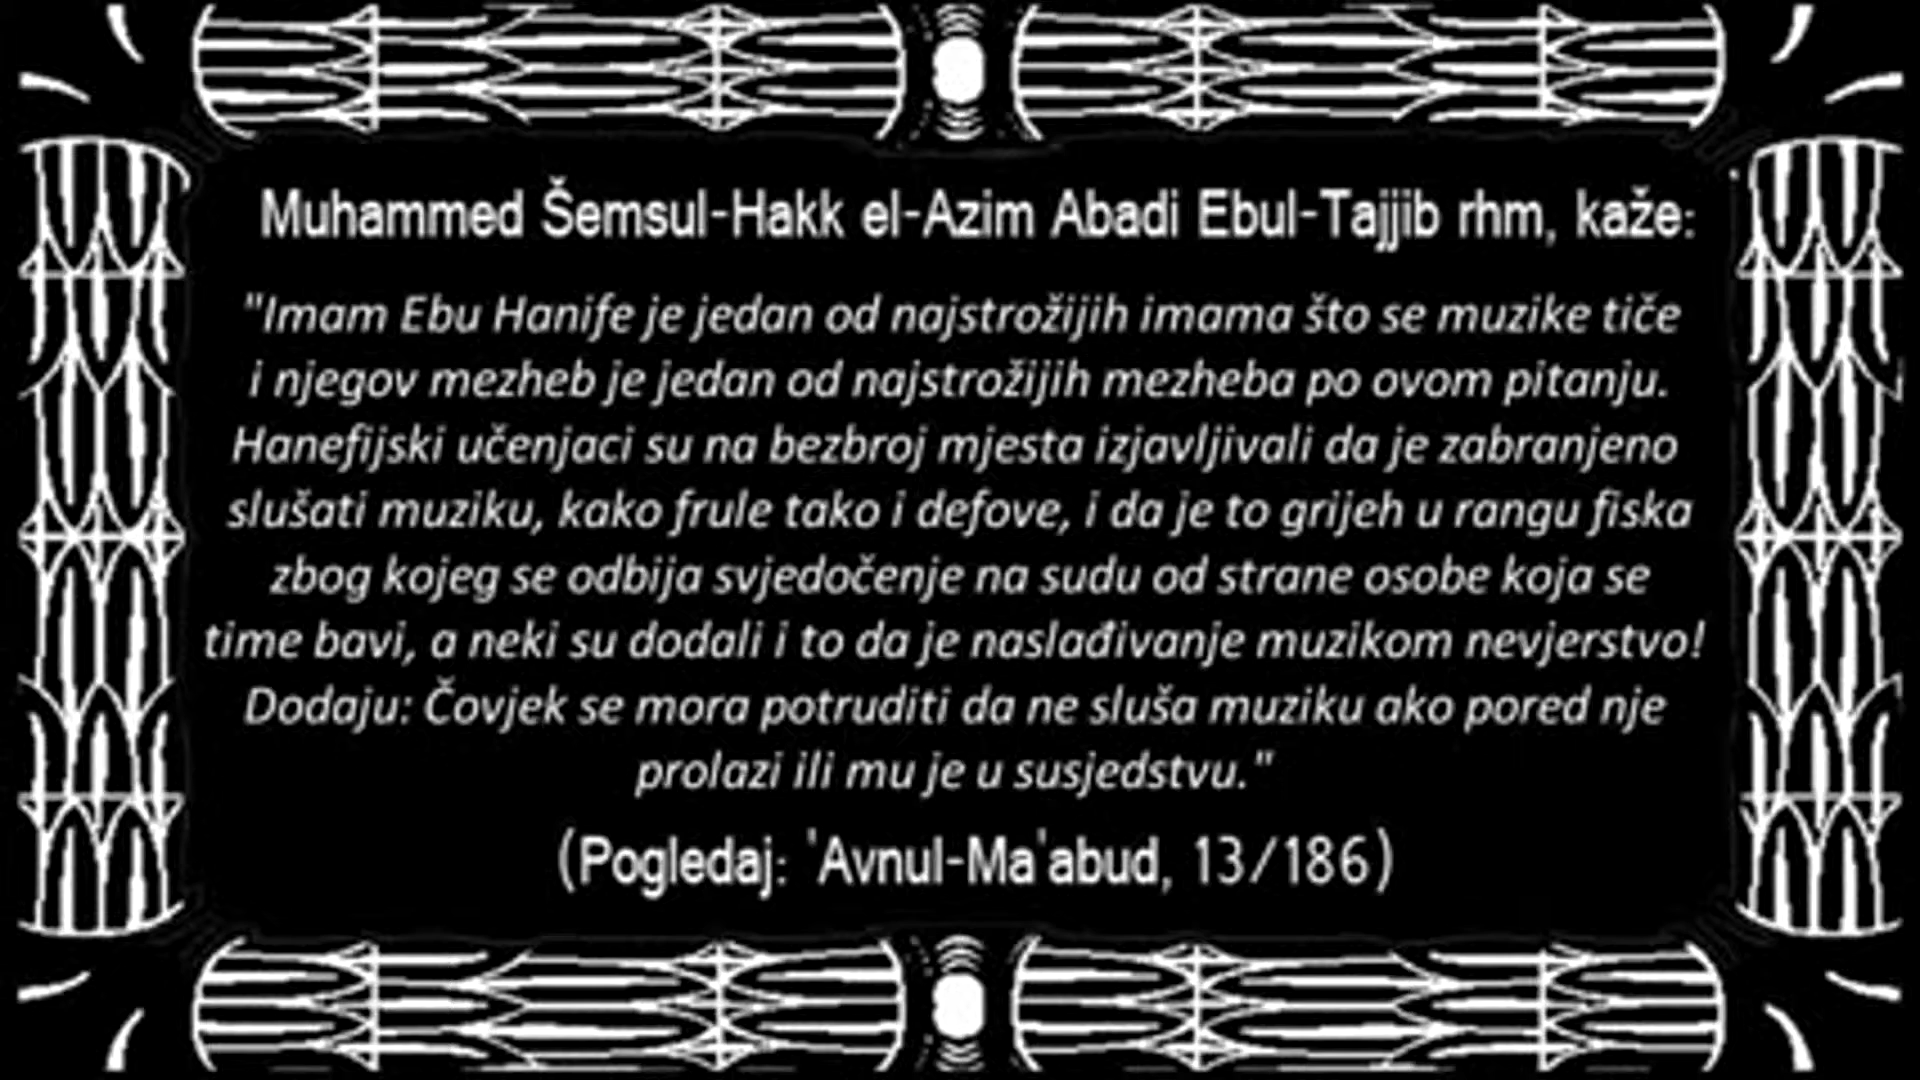 Muhammed Šemsul-Hakk el-Azim Abadi Ebul-Tajjib rhm, kaže:
"Imam Ebu Hanife je jedan od najstrožijih imama što se muzike tiče
i njegov mezheb je jedan od najstrožijih mezheba po ovom pitanju.
Hanefijski učenjaci su na bezbroj mjesta izjavljivali da je zabranjeno
slušati muziku, kako frule tako i defove, i da je to grijeh u rangu fiska
zbog kojeg se odbija svjedočenje na sudu od strane osobe koja se
time bavi, a neki su dodali i to da je naslađivanje muzikom nevjerstvo!
Dodaju: Čovjek se mora potruditi da ne sluša muziku ako pored nje
prolazi ili mu je u susjedstvu."
(Pogledaj: 'Avnul-Ma'abud, 13/186)